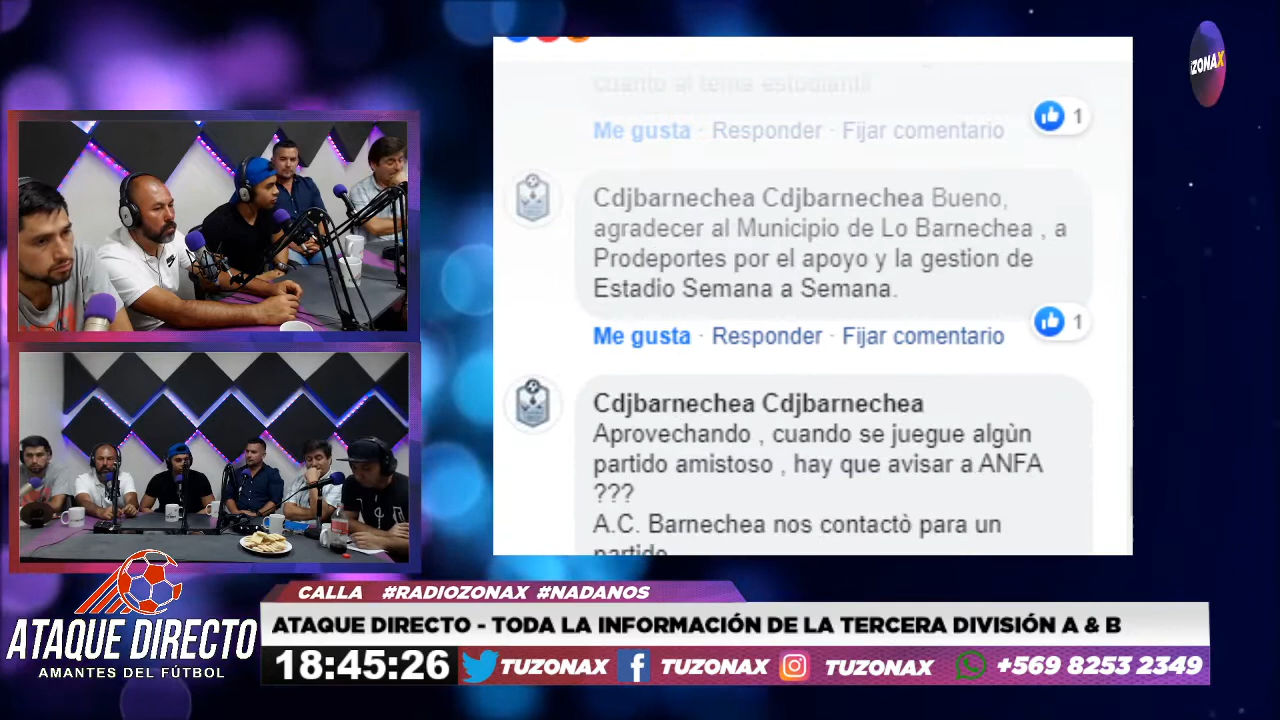 ZONAX
cuanto al tema estudiantil
Me gusta · Responder · Fijar comentario
1
Cdjbarnechea Cdjbarnechea Bueno,
agradecer al Municipio de Lo Barnechea , a
Prodeportes por el apoyo y la gestion de
Estadio Semana a Semana.
1
Me gusta · Responder · Fijar comentario
Cdjbarnechea Cdjbarnechea
Aprovechando , cuando se juegue algùn
partido amistoso , hay que avisar a ANFA
???
A.C. Barnechea nos contactò para un
partido
ATAQUE DIRECTO
AMANTES DEL FÚTBOL
CALLA #RADIOZONAX #NADANOS
ATAQUE DIRECTO - TODA LA INFORMACIÓN DE LA TERCERA DIVISIÓN A & B
18:45:26 TUZONAX TUZONAX TUZONAX +569 8253 2349